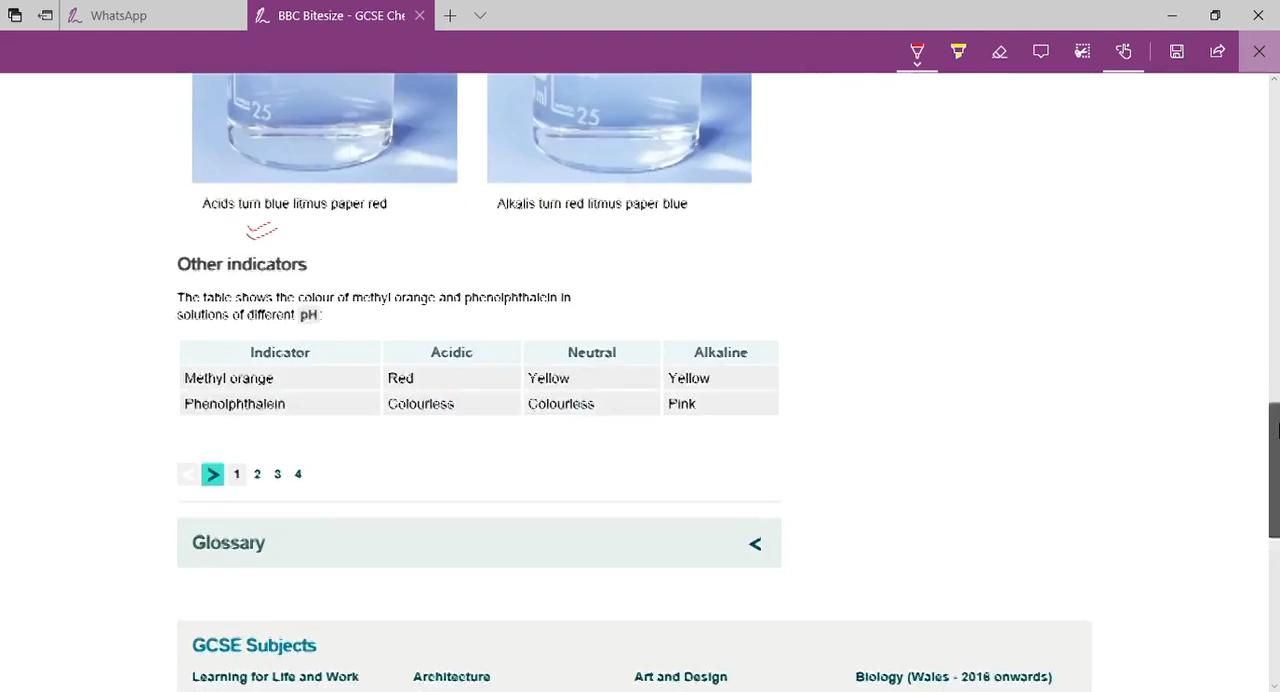 WhatsApp
BBC Bitesize - GCSE Che
25
ml 25
Acids turn blue litmus paper red
Alkalis turn red litmus paper blue
Other indicators
The table shows the colour of methyl orange and phenolphthalein in
solutions of different pH:
Indicator Acidic Neutral Alkaline
Methyl orange Red Yellow Yellow
Phenolphthalein Colourless Colourless Pink
< > 1 2 3 4
Glossary <
GCSE Subjects
Learning for Life and Work Architecture Art and Design Biology (Wales - 2016 onwards)